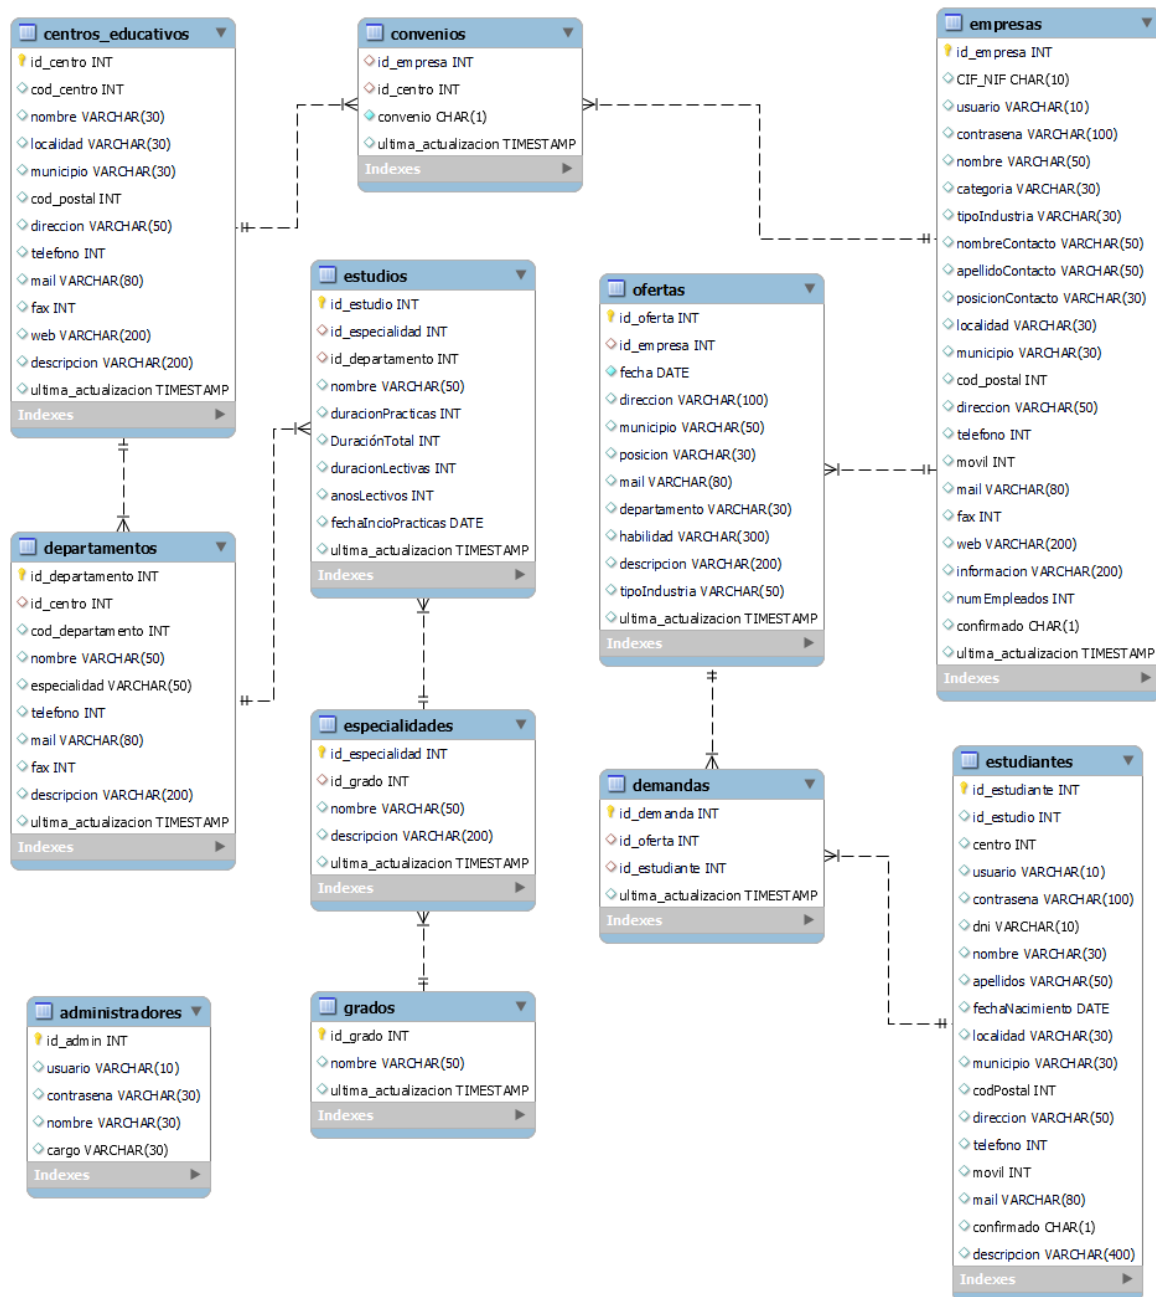 centros_educativos
id_centro INT
cod_centro INT
nombre VARCHAR(30)
localidad VARCHAR(30)
municipio VARCHAR(30)
cod_postal INT
direccion VARCHAR(50)
telefono INT
mail VARCHAR(80)
fax INT
web VARCHAR(200)
descripcion VARCHAR(200)
ultima_actualizacion TIMESTAMP
Indexes
convenios
id_empresa INT
id_centro INT
convenio CHAR(1)
ultima_actualizacion TIMESTAMP
Indexes
empresas
id_empresa INT
CIF_NIF CHAR(10)
usuario VARCHAR(10)
contrasena VARCHAR(100)
nombre VARCHAR(50)
categoria VARCHAR(30)
tipoIndustria VARCHAR(30)
nombreContacto VARCHAR(50)
apellidoContacto VARCHAR(50)
posicionContacto VARCHAR(30)
localidad VARCHAR(30)
municipio VARCHAR(30)
cod_postal INT
direccion VARCHAR(50)
telefono INT
movil INT
mail VARCHAR(80)
fax INT
web VARCHAR(200)
informacion VARCHAR(200)
numEmpleados INT
confirmado CHAR(1)
ultima_actualizacion TIMESTAMP
Indexes
estudios
id_estudio INT
id_especialidad INT
id_departamento INT
nombre VARCHAR(50)
duracionPracticas INT
DuraciónTotal INT
duracionLectivas INT
anosLectivos INT
fechaIncioPracticas DATE
ultima_actualizacion TIMESTAMP
Indexes
ofertas
id_oferta INT
id_empresa INT
fecha DATE
direccion VARCHAR(100)
municipio VARCHAR(50)
posicion VARCHAR(30)
mail VARCHAR(80)
departamento VARCHAR(30)
habilidad VARCHAR(300)
descripcion VARCHAR(200)
tipoIndustria VARCHAR(50)
ultima_actualizacion TIMESTAMP
Indexes
departamentos
id_departamento INT
id_centro INT
cod_departamento INT
nombre VARCHAR(50)
especialidad VARCHAR(50)
telefono INT
mail VARCHAR(80)
fax INT
descripcion VARCHAR(200)
ultima_actualizacion TIMESTAMP
Indexes
especialidades
id_especialidad INT
id_grado INT
nombre VARCHAR(50)
descripcion VARCHAR(200)
ultima_actualizacion TIMESTAMP
Indexes
demandas
id_demanda INT
id_oferta INT
id_estudiante INT
ultima_actualizacion TIMESTAMP
Indexes
estudiantes
id_estudiante INT
id_estudio INT
centro INT
usuario VARCHAR(10)
contrasena VARCHAR(100)
dni VARCHAR(10)
nombre VARCHAR(30)
apellidos VARCHAR(50)
fechaNacimiento DATE
localidad VARCHAR(30)
municipio VARCHAR(30)
codPostal INT
direccion VARCHAR(50)
telefono INT
movil INT
mail VARCHAR(80)
confirmado CHAR(1)
descripcion VARCHAR(400)
Indexes
administradores
id_admin INT
usuario VARCHAR(10)
contrasena VARCHAR(30)
nombre VARCHAR(30)
cargo VARCHAR(30)
Indexes
grados
id_grado INT
nombre VARCHAR(50)
ultima_actualizacion TIMESTAMP
Indexes